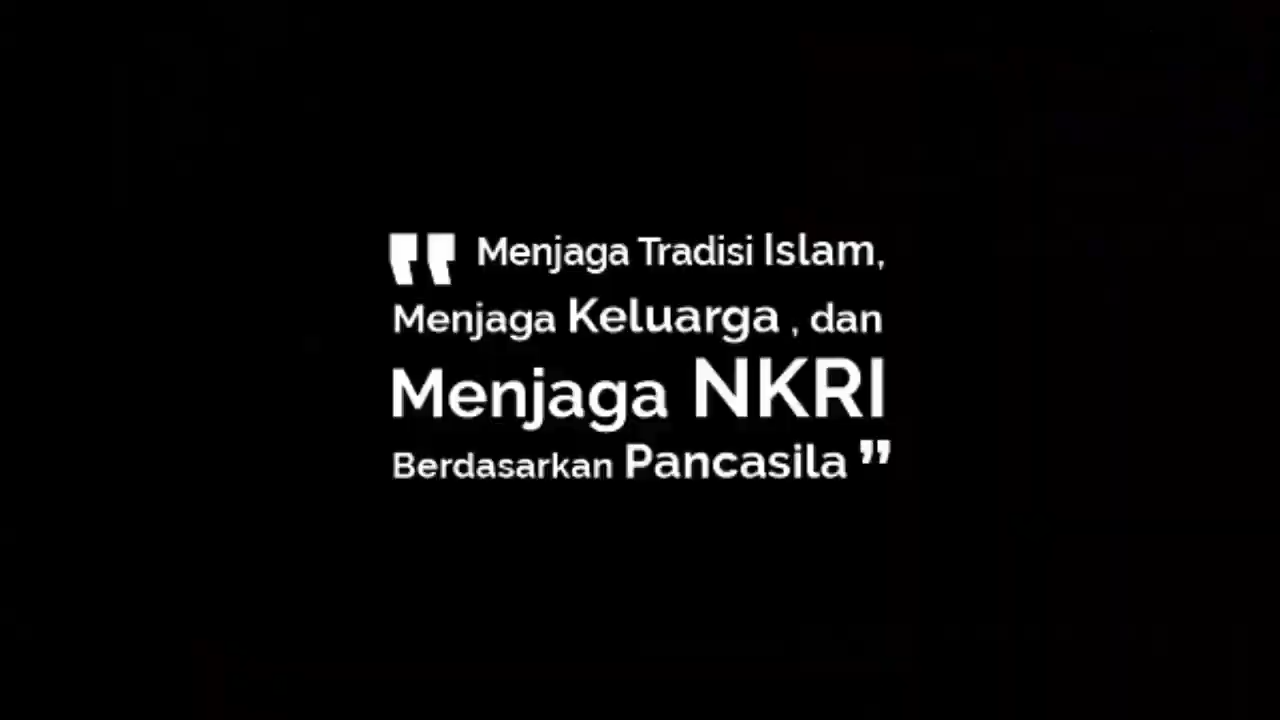 " Menjaga Tradisi Islam,
Menjaga Keluarga , dan
Menjaga NKRI
Berdasarkan Pancasila "